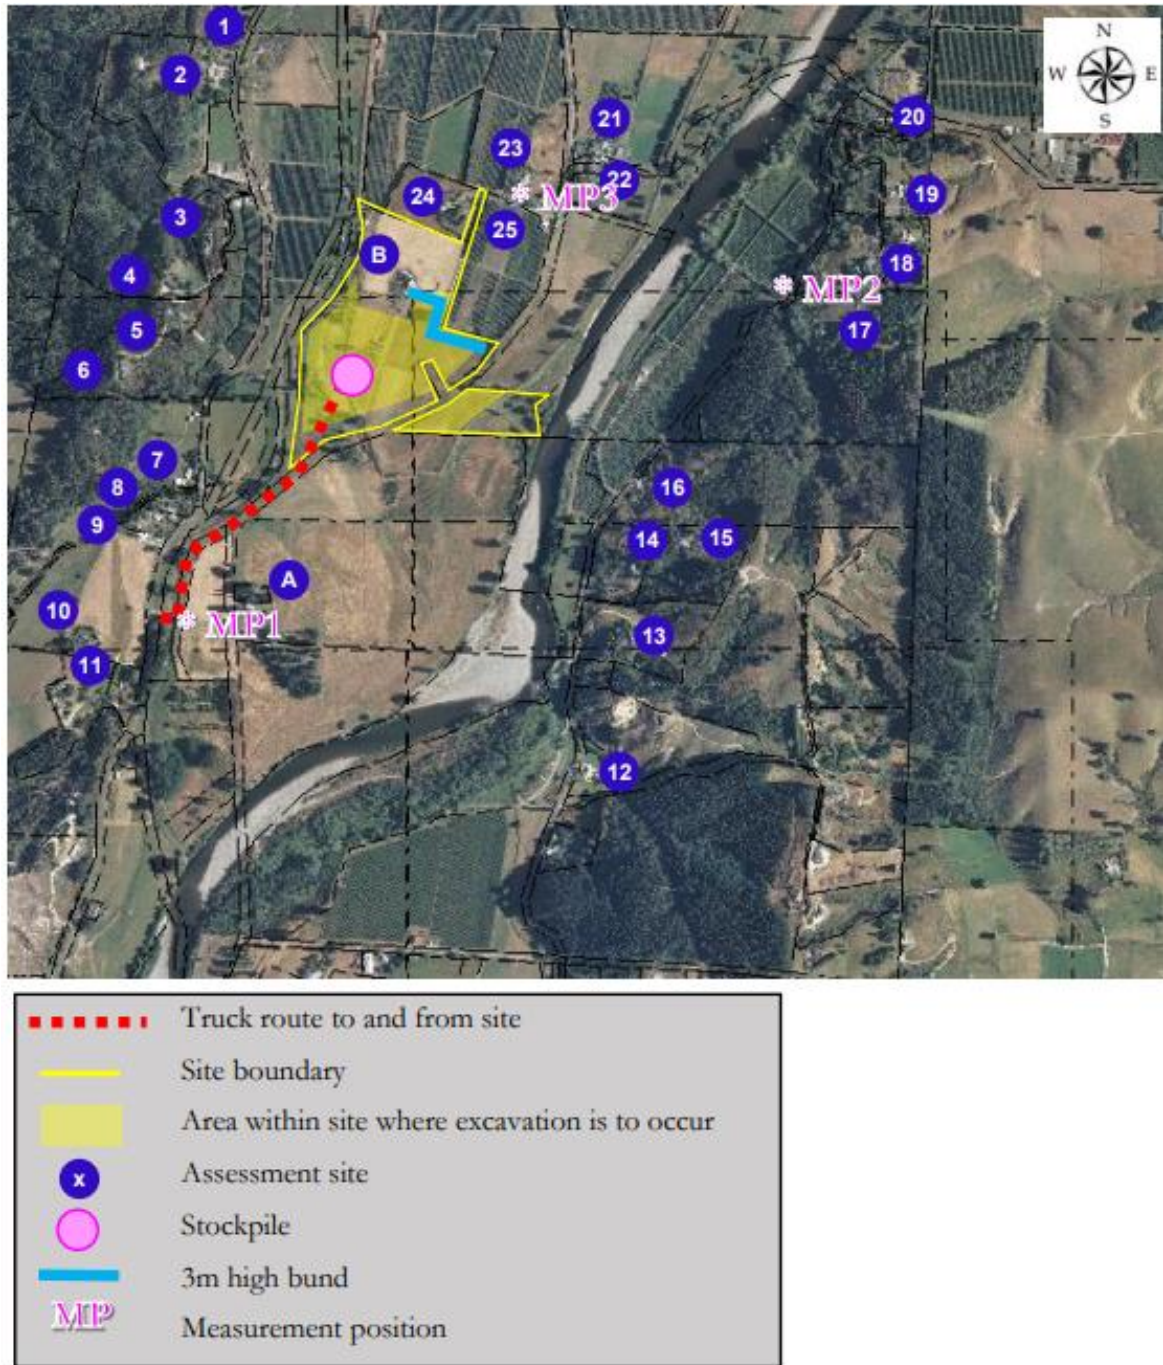 1
N
2
W E
S
21
20
23
22
19
24
MP3
3
25
B
18
4
MP2
5
17
6
7
8
16
9
14
15
A
10
MP1
13
11
12
Truck route to and from site
Site boundary
Area within site where excavation is to occur
x
Assessment site
Stockpile
3m high bund
MP
Measurement position